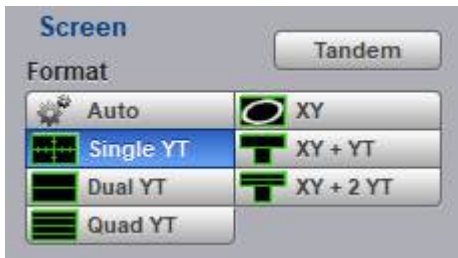 Screen
Tandem
Format
Auto
XY
Single YT
XY + YT
Dual YT
XY + 2 YT
Quad YT